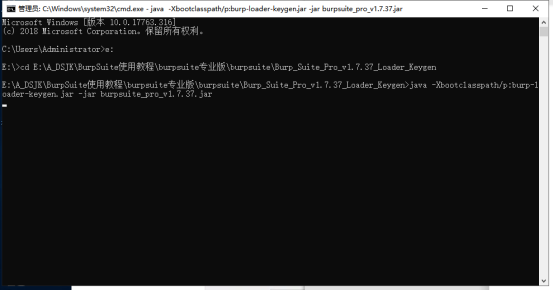 管理员: C:\Windows\system32\cmd.exe - java -Xbootclasspath/p:burp-loader-keygen.jar -jar burpsuite_pro_v1.7.37.jar
Microsoft Windows [版本 10.0.17763.316]
(c) 2018 Microsoft Corporation。保留所有权利。
C:\Users\Administrator>e:
E:\>cd E:\A_DSJK\BurpSuite使用教程\burpsuite专业版\burpsuite\Burp_Suite_Pro_v1.7.37_Loader_Keygen
E:\A_DSJK\BurpSuite使用教程\burpsuite专业版\burpsuite\Burp_Suite_Pro_v1.7.37_Loader_Keygen>java -Xbootclasspath/p:burp-l
oader-keygen.jar -jar burpsuite_pro_v1.7.37.jar